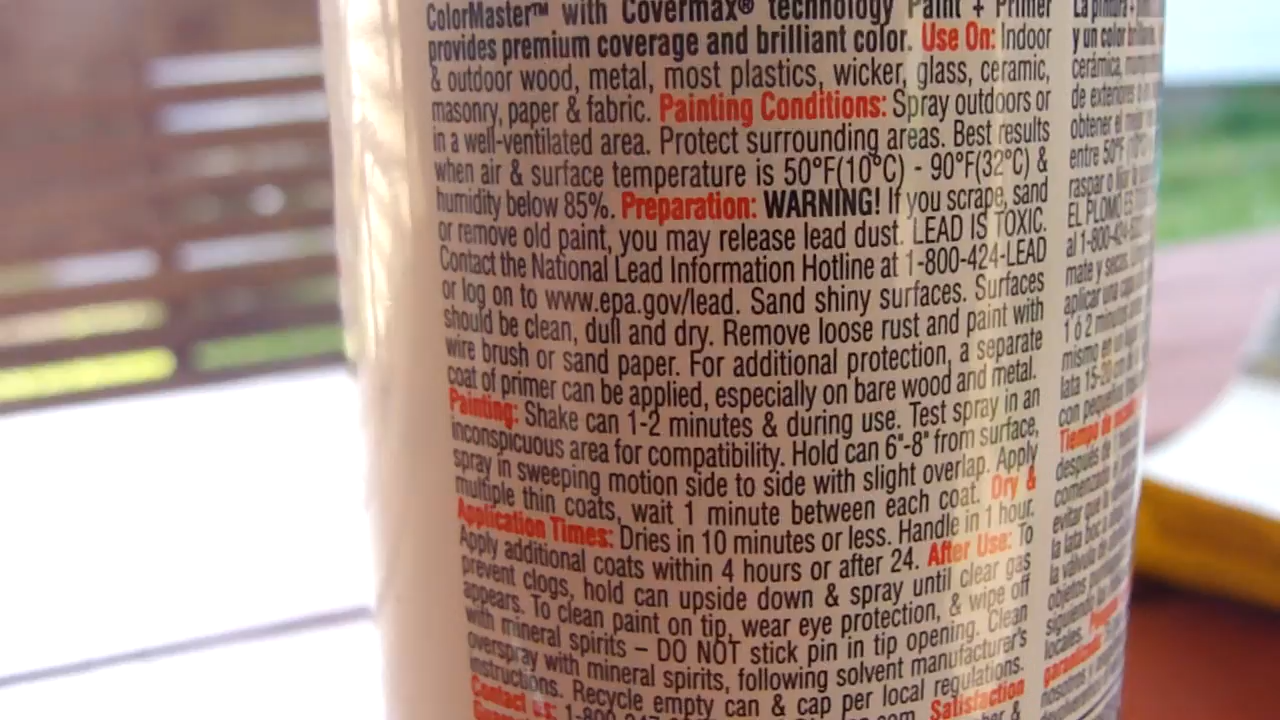 ColorMaster™ with Covermax® technology Paint + Primer
provides premium coverage and brilliant color. Use On: Indoor
& outdoor wood, metal, most plastics, wicker, glass, ceramic,
masonry, paper & fabric. Painting Conditions: Spray outdoors or
in a well-ventilated area. Protect surrounding areas. Best results
when air & surface temperature is 50°F(10°C) - 90°F(32°C) &
humidity below 85%. Preparation: WARNING! If you scrape, sand
or remove old paint, you may release lead dust. LEAD IS TOXIC.
Contact the National Lead Information Hotline at 1-800-424-LEAD
or log on to www.epa.gov/lead. Sand shiny surfaces. Surfaces
should be clean, dull and dry. Remove loose rust and paint with
wire brush or sand paper. For additional protection, a separate
coat of primer can be applied, especially on bare wood and metal.
Painting: Shake can 1-2 minutes & during use. Test spray in an
inconspicuous area for compatibility. Hold can 6"-8" from surface,
spray in sweeping motion side to side with slight overlap. Apply
multiple thin coats, wait 1 minute between each coat. Dry &
Application Times: Dries in 10 minutes or less. Handle in 1 hour.
Apply additional coats within 4 hours or after 24. After Use: To
prevent clogs, hold can upside down & spray until clear gas
appears. To clean paint on tip, wear eye protection, & wipe off
with mineral spirits – DO NOT stick pin in tip opening. Clean
overspray with mineral spirits, following solvent manufacturer's
instructions. Recycle empty can & cap per local regulations.
Contact us: 1-800 Satisfaction
La pintura
y un color
cerámica,
de exteriores
obtener el
entre 50°F
raspar o
EL PLOMO ES
al 1-800-424
mate y
aplicar una
1 ó 2
mismo en
lata 15-20
con
Tiempo de
después de
evitar que
la lata
la válvula
objetos
siguiendo
locales.